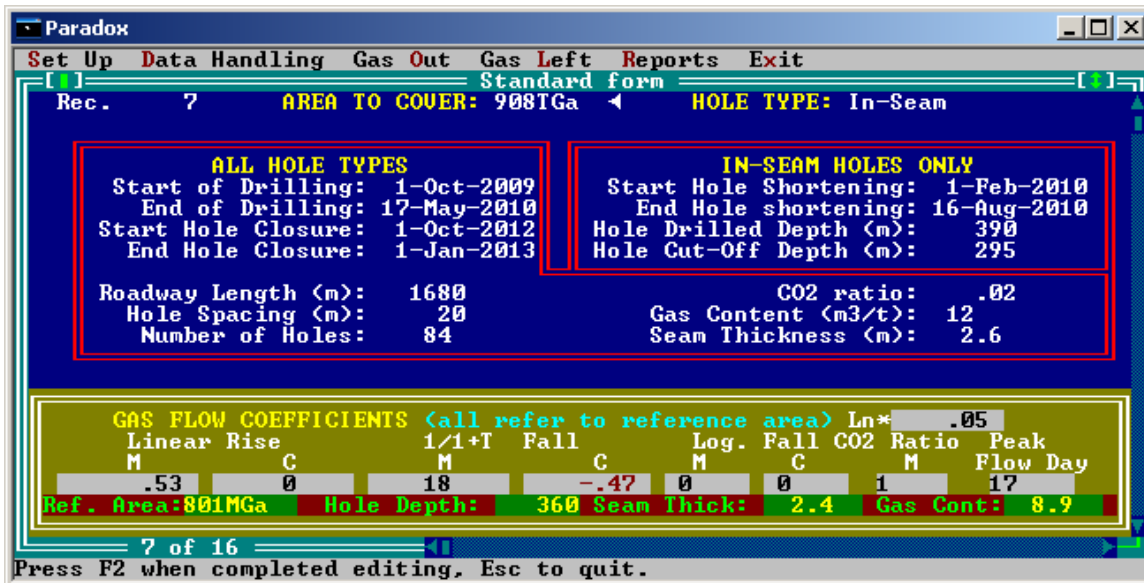 Paradox
Set Up Data Handling Gas Out Gas Left Reports Exit
Standard form
Rec. 7 AREA TO COVER: 908TGa HOLE TYPE: In-Seam
ALL HOLE TYPES IN-SEAM HOLES ONLY
Start of Drilling: 1-Oct-2009 Start Hole Shortening: 1-Feb-2010
End of Drilling: 17-May-2010 End Hole shortening: 16-Aug-2010
Start Hole Closure: 1-Oct-2012 Hole Drilled Depth (m): 390
End Hole Closure: 1-Jan-2013 Hole Cut-Off Depth (m): 295
Roadway Length (m): 1680 CO2 ratio: .02
Hole Spacing (m): 20 Gas Content (m3/t): 12
Number of Holes: 84 Seam Thickness (m): 2.6
GAS FLOW COEFFICIENTS (all refer to reference area) Ln* .05
Linear Rise 1/1+T Fall Log. Fall CO2 Ratio Peak
M C M C M C M Flow Day
.53 0 18 -.47 0 0 1 17
Ref. Area:801MGa Hole Depth: 360 Seam Thick: 2.4 Gas Cont: 8.9
7 of 16
Press F2 when completed editing, Esc to quit.